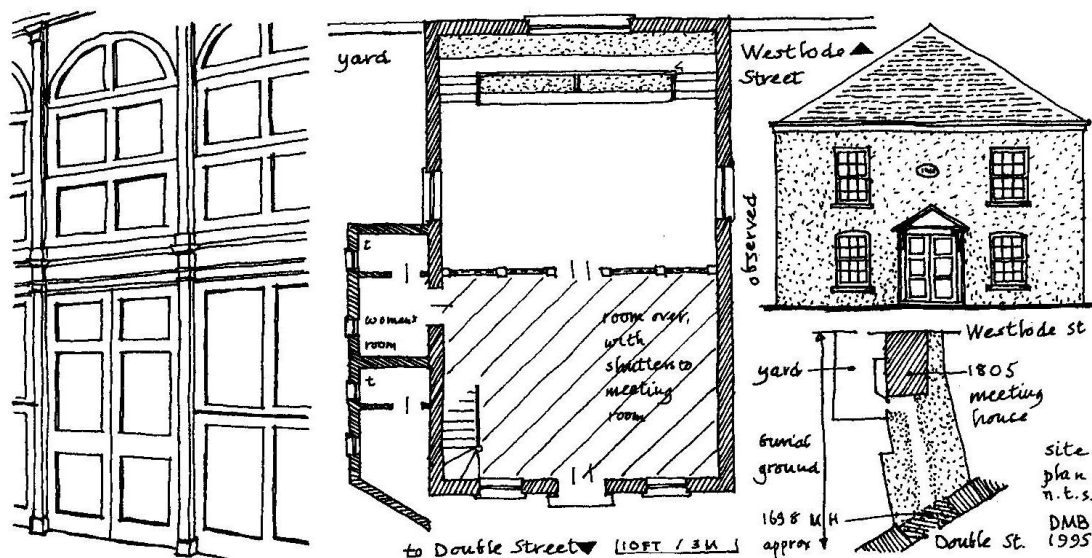 yard
Westlode ▲
Street
observed
t
women's
room
t
room over,
with
shutters to
meeting
room
to Double Street ▼
10FT / 3M
Westlode st
yard
1805
meeting
house
burial
ground
site
plan
n.t.s.
1698 MH
approx
Double St.
DMB
1995